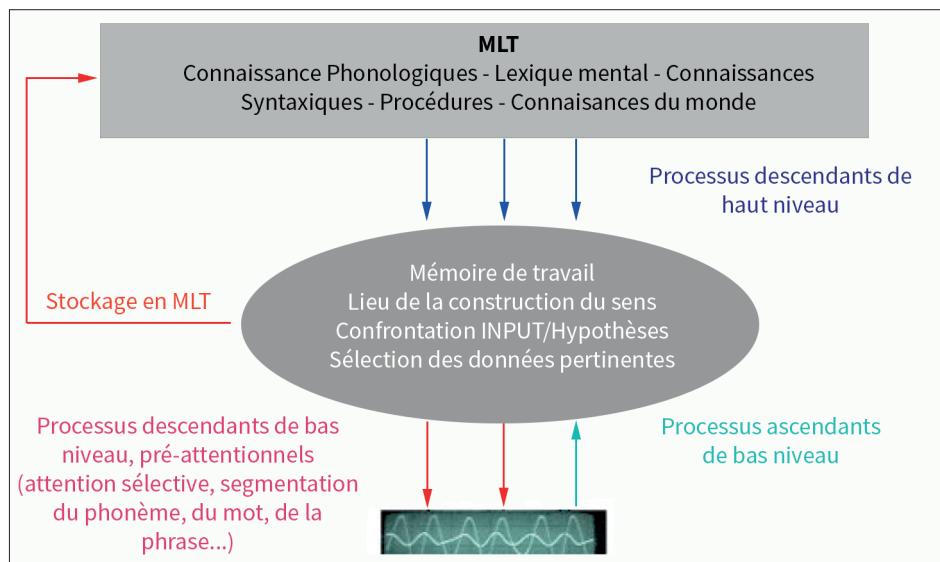 MLT
Connaissance Phonologiques - Lexique mental - Connaissances
Syntaxiques - Procédures - Connaisances du monde
Processus descendants de
haut niveau
Mémoire de travail
Lieu de la construction du sens
Confrontation INPUT/Hypothèses
Sélection des données pertinentes
Stockage en MLT
Processus descendants de bas
niveau, pré-attentionnels
(attention sélective, segmentation
du phonème, du mot, de la
phrase...)
Processus ascendants
de bas niveau